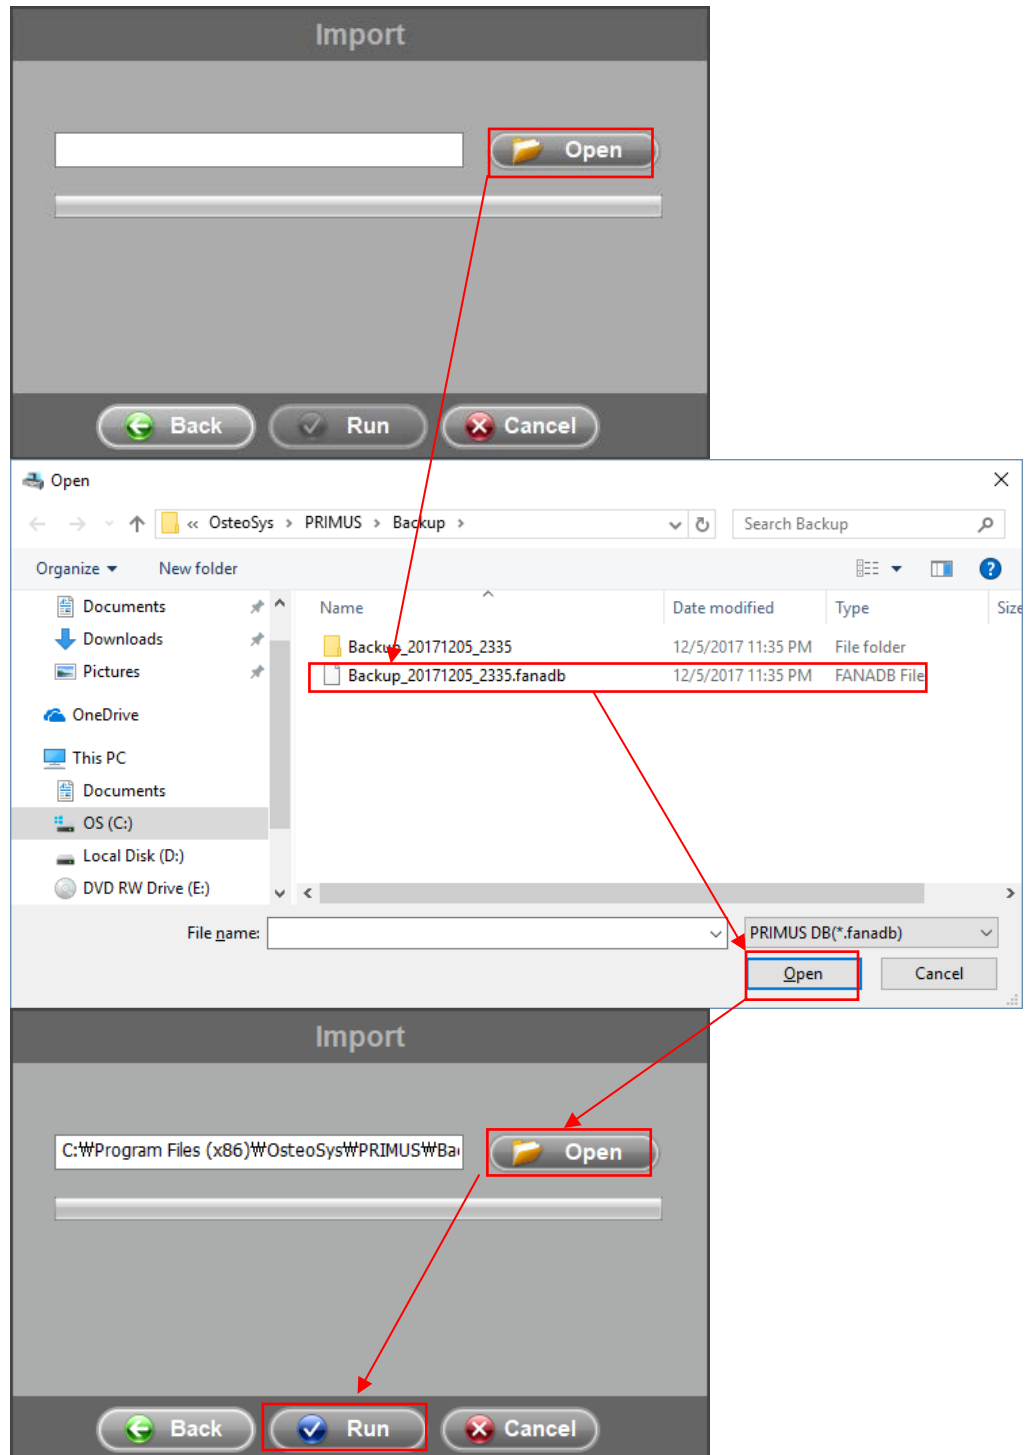 Import
Open
Back Run Cancel
Open
« OsteoSys › PRIMUS › Backup ›
Search Backup
Organize New folder
Name Date modified Type Size
Documents
Downloads
Pictures
OneDrive
This PC
Documents
OS (C:)
Local Disk (D:)
DVD RW Drive (E:)
Backup_20171205_2335 12/5/2017 11:35 PM File folder
Backup_20171205_2335.fanadb 12/5/2017 11:35 PM FANADB File
File name: PRIMUS DB(*.fanadb)
Open Cancel
Import
C:₩Program Files (x86)₩OsteoSys₩PRIMUS₩Ba
Open
Back Run Cancel